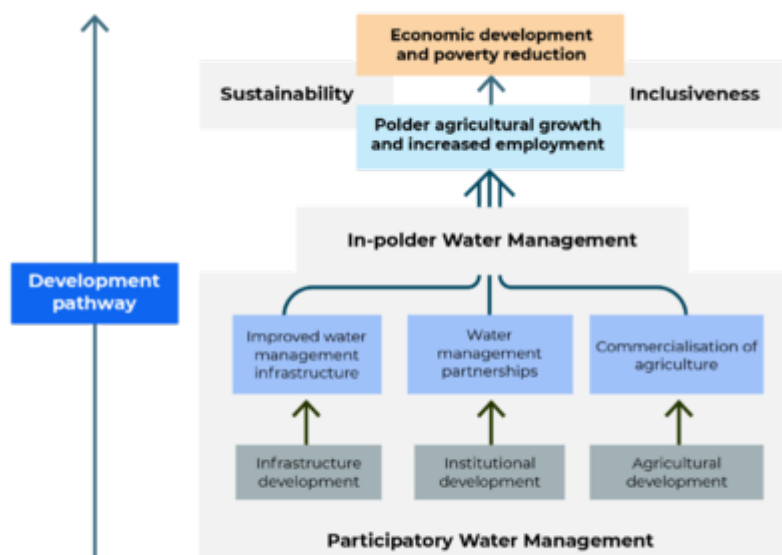 Economic development
and poverty reduction
Sustainability
Inclusiveness
Polder agricultural growth
and increased employment
In-polder Water Management
Development
pathway
Improved water
management
infrastructure
Water
management
partnerships
Commercialisation of
agriculture
Infrastructure
development
Institutional
development
Agricultural
development
Participatory Water Management